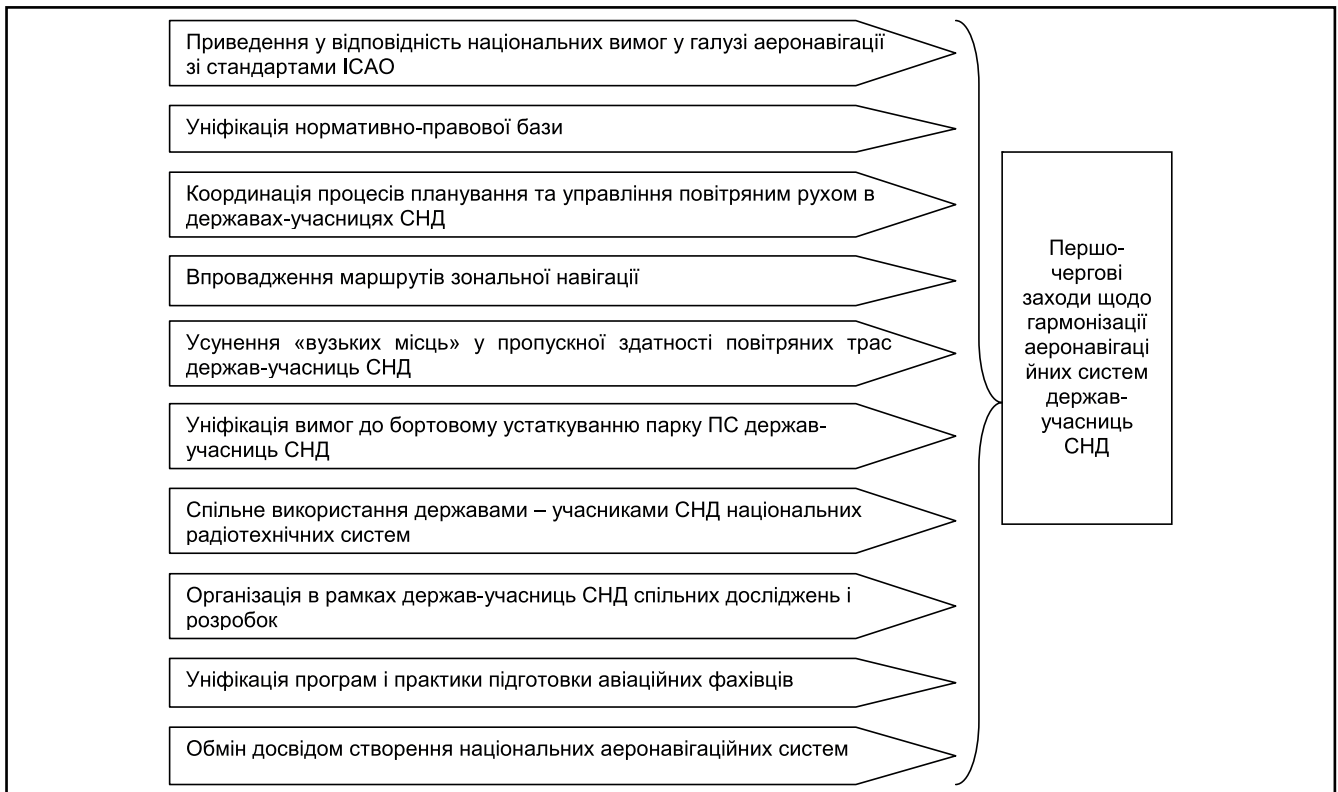 Приведення у відповідність національних вимог у галузі аеронавігації
зі стандартами ІСАО
Уніфікація нормативно-правової бази
Координація процесів планування та управління повітряним рухом в
державах-учасницях СНД
Впровадження маршрутів зональної навігації
Усунення «вузьких місць» у пропускної здатності повітряних трас
держав-учасниць СНД
Уніфікація вимог до бортовому устаткуванню парку ПС держав-
учасниць СНД
Спільне використання державами – учасниками СНД національних
радіотехнічних систем
Організація в рамках держав-учасниць СНД спільних досліджень і
розробок
Уніфікація програм і практики підготовки авіаційних фахівців
Обмін досвідом створення національних аеронавігаційних систем
Першо-
чергові
заходи щодо
гармонізації
аеронавігаці
йних систем
держав-
учасниць
СНД